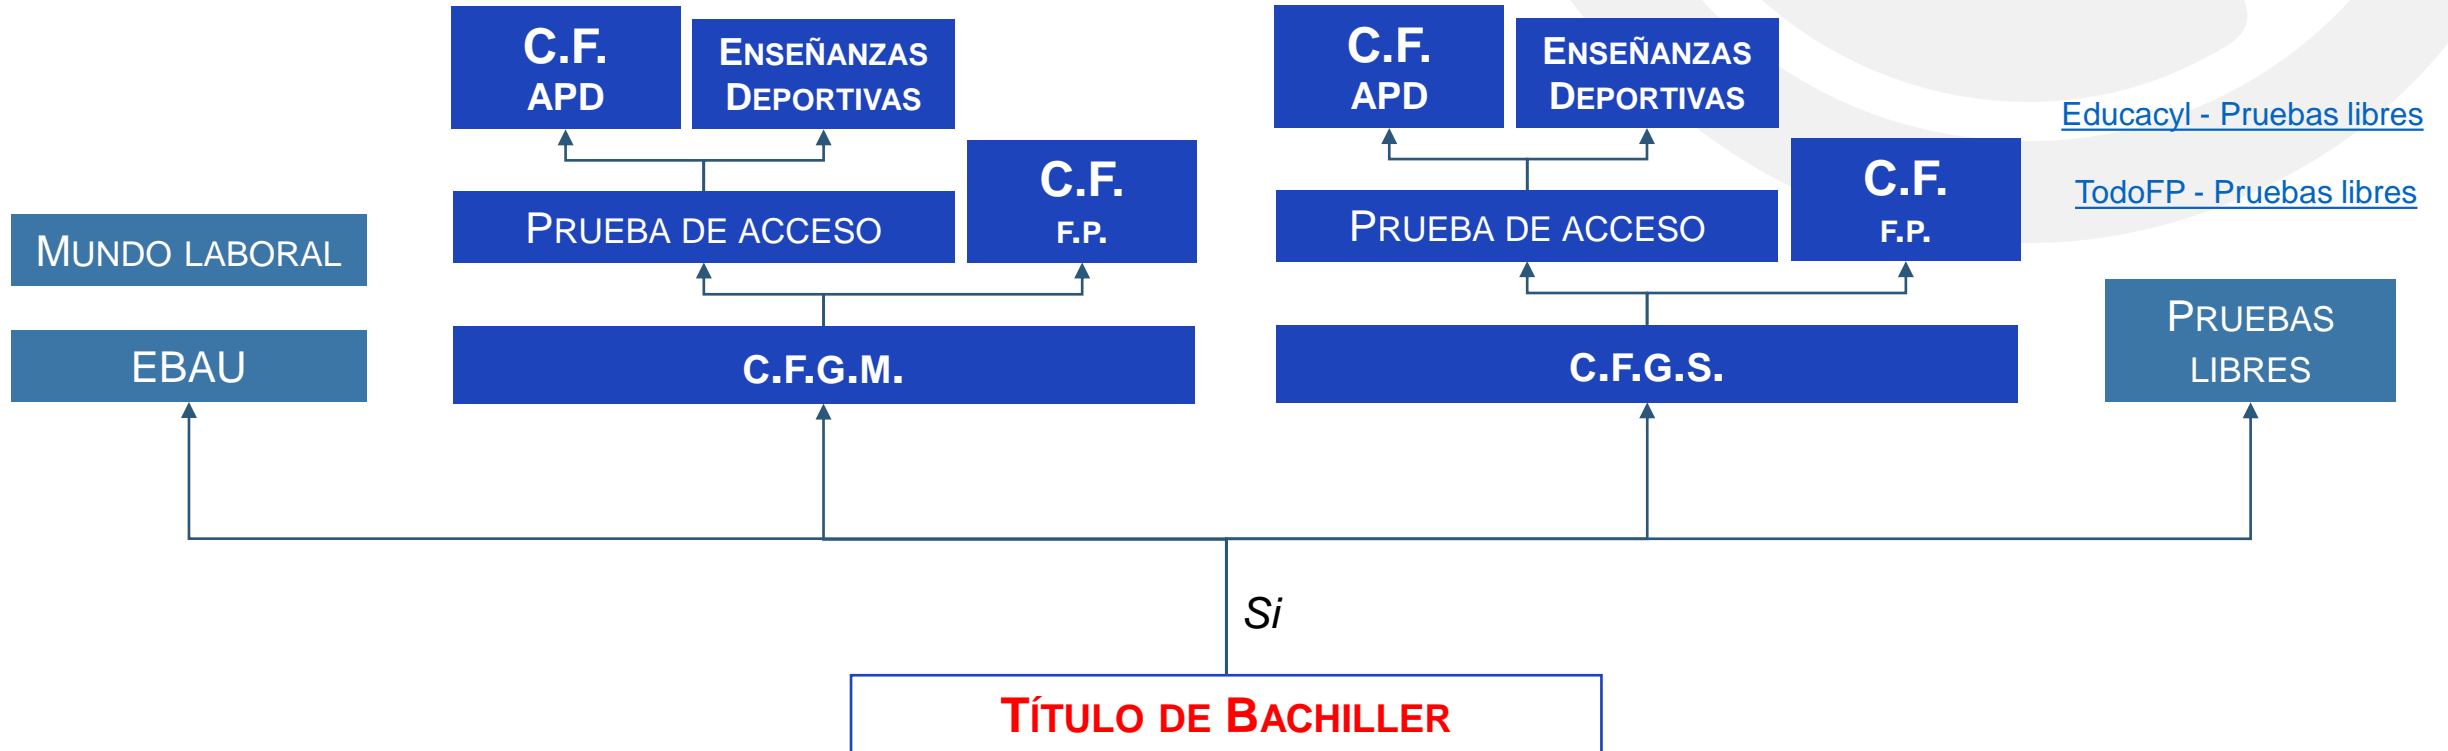 C.F.
APD
ENSEÑANZAS
DEPORTIVAS
C.F.
APD
ENSEÑANZAS
DEPORTIVAS
Educacyl - Pruebas libres
C.F.
F.P.
C.F.
F.P.
TodoFP - Pruebas libres
PRUEBA DE ACCESO
PRUEBA DE ACCESO
MUNDO LABORAL
EBAU
C.F.G.M.
C.F.G.S.
PRUEBAS
LIBRES
Si
TÍTULO DE BACHILLER